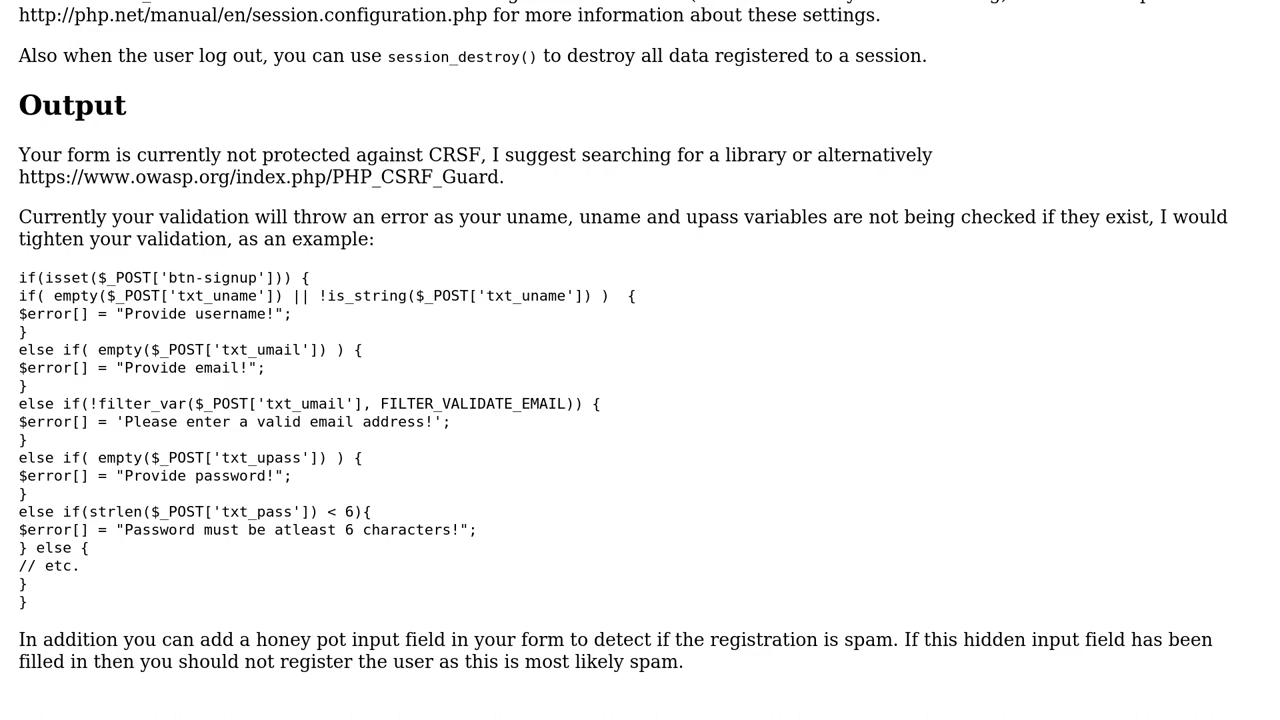 http://php.net/manual/en/session.configuration.php for more information about these settings.
Also when the user log out, you can use session_destroy() to destroy all data registered to a session.
Output
Your form is currently not protected against CRSF, I suggest searching for a library or alternatively
https://www.owasp.org/index.php/PHP_CSRF_Guard.
Currently your validation will throw an error as your uname, uname and upass variables are not being checked if they exist, I would
tighten your validation, as an example:
if(isset($_POST['btn-signup'])) {
if( empty($_POST['txt_uname']) || !is_string($_POST['txt_uname']) )  {
$error[] = "Provide username!";
}
else if( empty($_POST['txt_umail']) ) {
$error[] = "Provide email!";
}
else if(!filter_var($_POST['txt_umail'], FILTER_VALIDATE_EMAIL)) {
$error[] = 'Please enter a valid email address!';
}
else if( empty($_POST['txt_upass']) ) {
$error[] = "Provide password!";
}
else if(strlen($_POST['txt_pass']) < 6){
$error[] = "Password must be atleast 6 characters!";
} else {
// etc.
}
}
In addition you can add a honey pot input field in your form to detect if the registration is spam. If this hidden input field has been
filled in then you should not register the user as this is most likely spam.